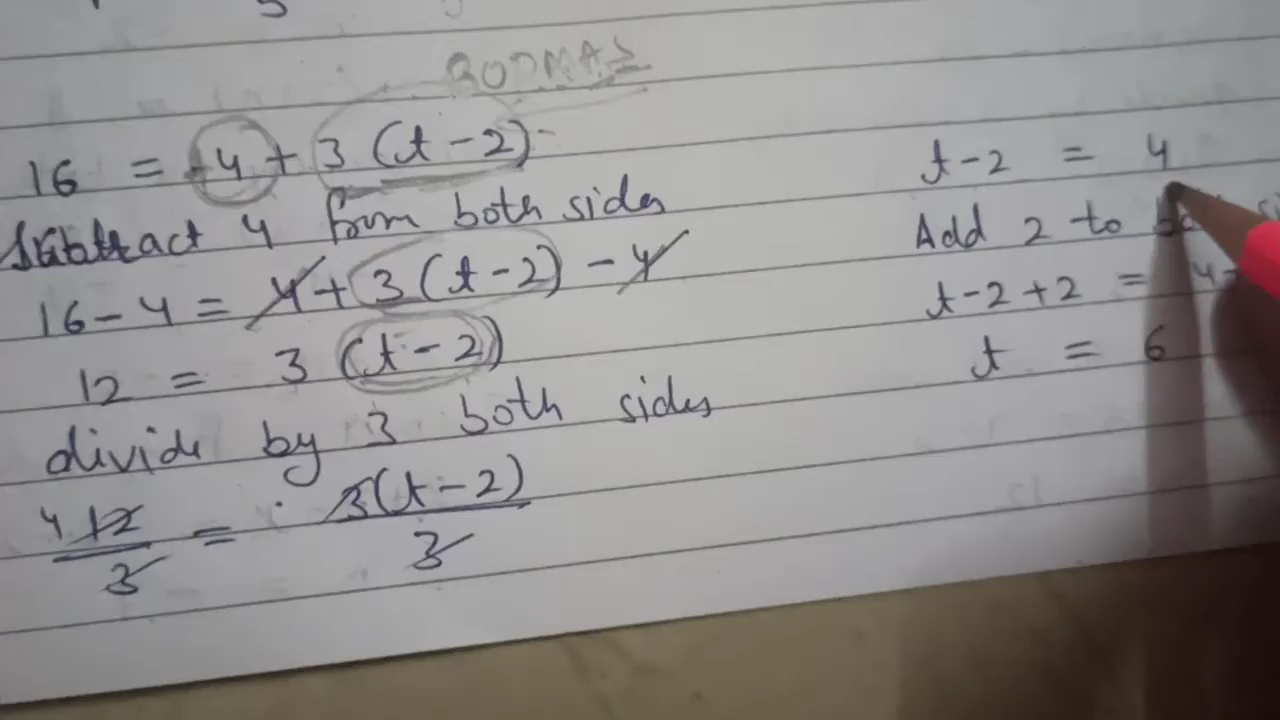 BODMAS
16 = 4 + 3 (t - 2)
Subtract 4 from both sides
16 - 4 = 4 + 3 (t - 2) - 4
12 = 3 (t - 2)
divide by 3 both sides
4 12/3 = 3(t - 2)/3
t - 2 = 4
Add 2 to
t - 2 + 2 = 4
t = 6